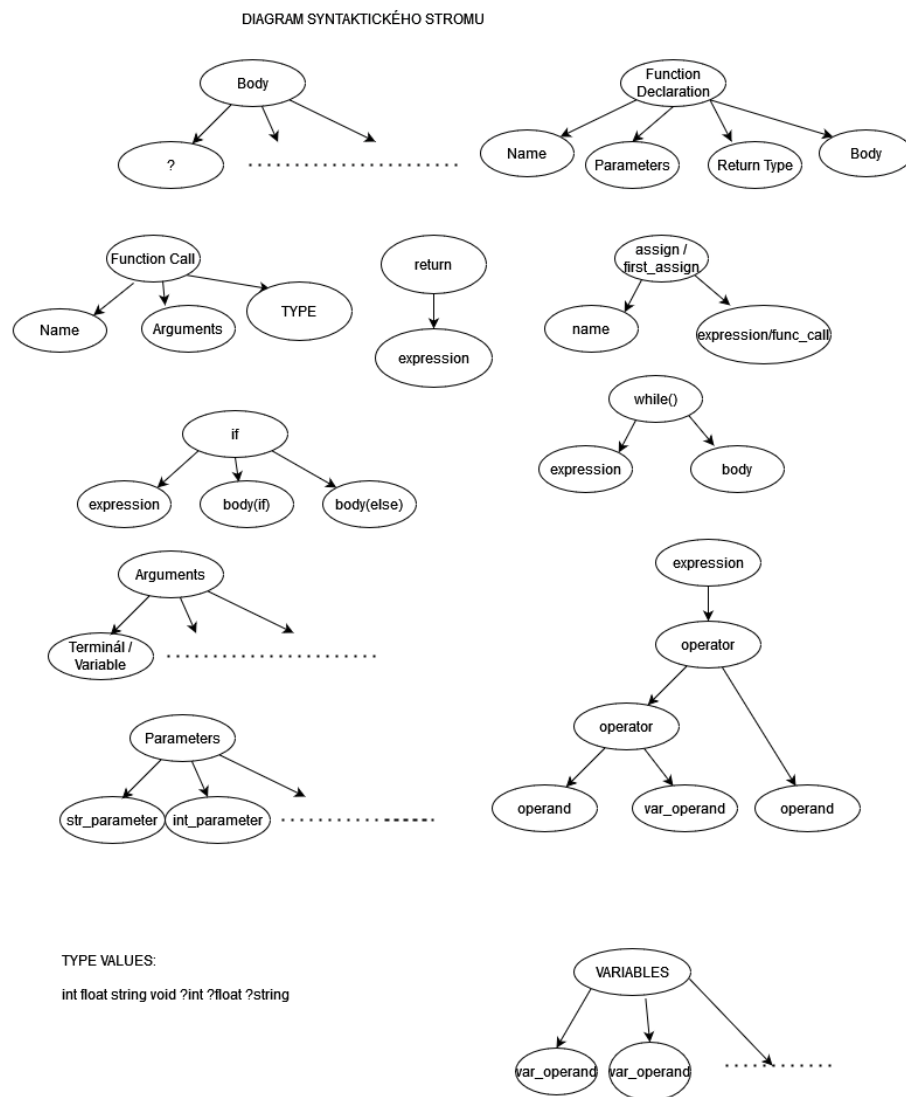 DIAGRAM SYNTAKTICKÉHO STROMU
Body
?
Function
Declaration
Name
Parameters
Return Type
Body
Function Call
Name
Arguments
TYPE
return
expression
assign /
first_assign
name
expression/func_call
while()
expression
body
if
expression
body(if)
body(else)
Arguments
Terminál /
Variable
expression
operator
operator
operand
var_operand
operand
Parameters
str_parameter
int_parameter
TYPE VALUES:
int float string void ?int ?float ?string
VARIABLES
var_operand
var_operand